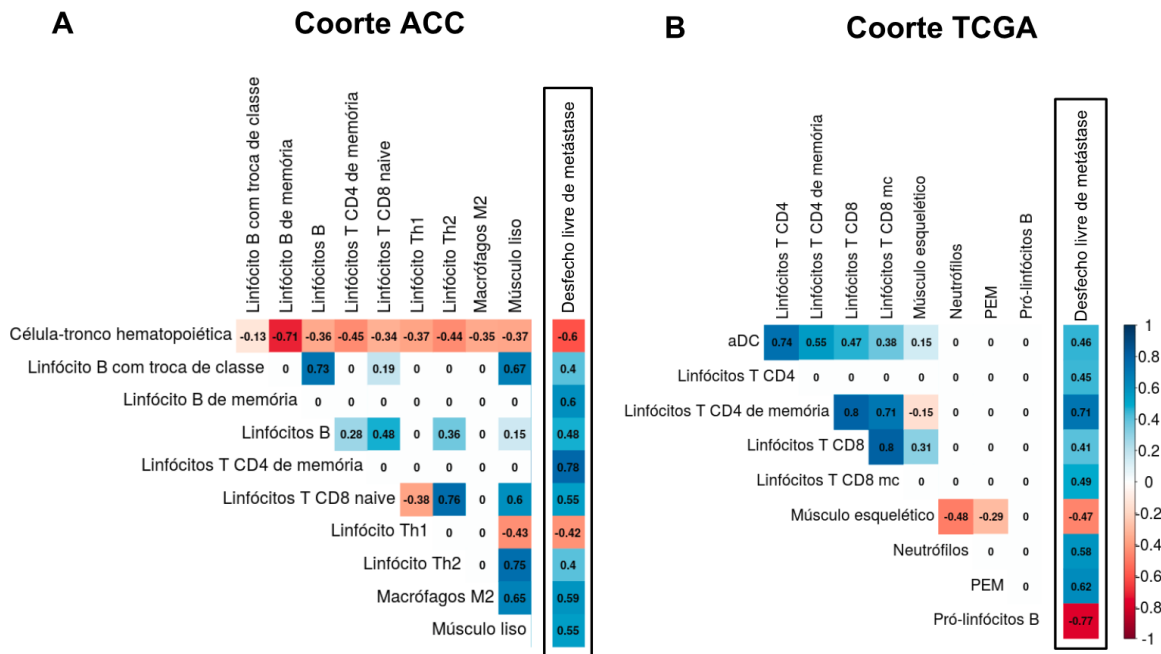 A
Coorte ACC
Linfócito B com troca de classe
Linfócito B de memória
Linfócitos B
Linfócitos T CD4 de memória
Linfócitos T CD8 naive
Linfócito Th1
Linfócito Th2
Macrófagos M2
Músculo liso
Desfecho livre de metástase
Célula-tronco hematopoiética -0.13 -0.71 -0.36 -0.45 -0.34 -0.37 -0.44 -0.35 -0.37 -0.6
Linfócito B com troca de classe 0 0.73 0 0.19 0 0 0 0.67 0.4
Linfócito B de memória 0 0 0 0 0 0 0 0.6
Linfócitos B 0.28 0.48 0 0.36 0 0.15 0.48
Linfócitos T CD4 de memória 0 0 0 0 0 0.78
Linfócitos T CD8 naive -0.38 0.76 0 0.6 0.55
Linfócito Th1 0 0 -0.43 -0.42
Linfócito Th2 0 0.75 0.4
Macrófagos M2 0.65 0.59
Músculo liso 0.55
B
Coorte TCGA
Linfócitos T CD4
Linfócitos T CD4 de memória
Linfócitos T CD8
Linfócitos T CD8 mc
Músculo esquelético
Neutrófilos
PEM
Pró-linfócitos B
Desfecho livre de metástase
aDC 0.74 0.55 0.47 0.38 0.15 0 0 0 0.46
Linfócitos T CD4 0 0 0 0 0 0 0 0.45
Linfócitos T CD4 de memória 0.8 0.71 -0.15 0 0 0 0.71
Linfócitos T CD8 0.8 0.31 0 0 0 0.41
Linfócitos T CD8 mc 0 0 0 0 0.49
Músculo esquelético -0.48 -0.29 0 -0.47
Neutrófilos 0 0 0.58
PEM 0 0.62
Pró-linfócitos B -0.77
1
0.8
0.6
0.4
0.2
0
-0.2
-0.4
-0.6
-0.8
-1